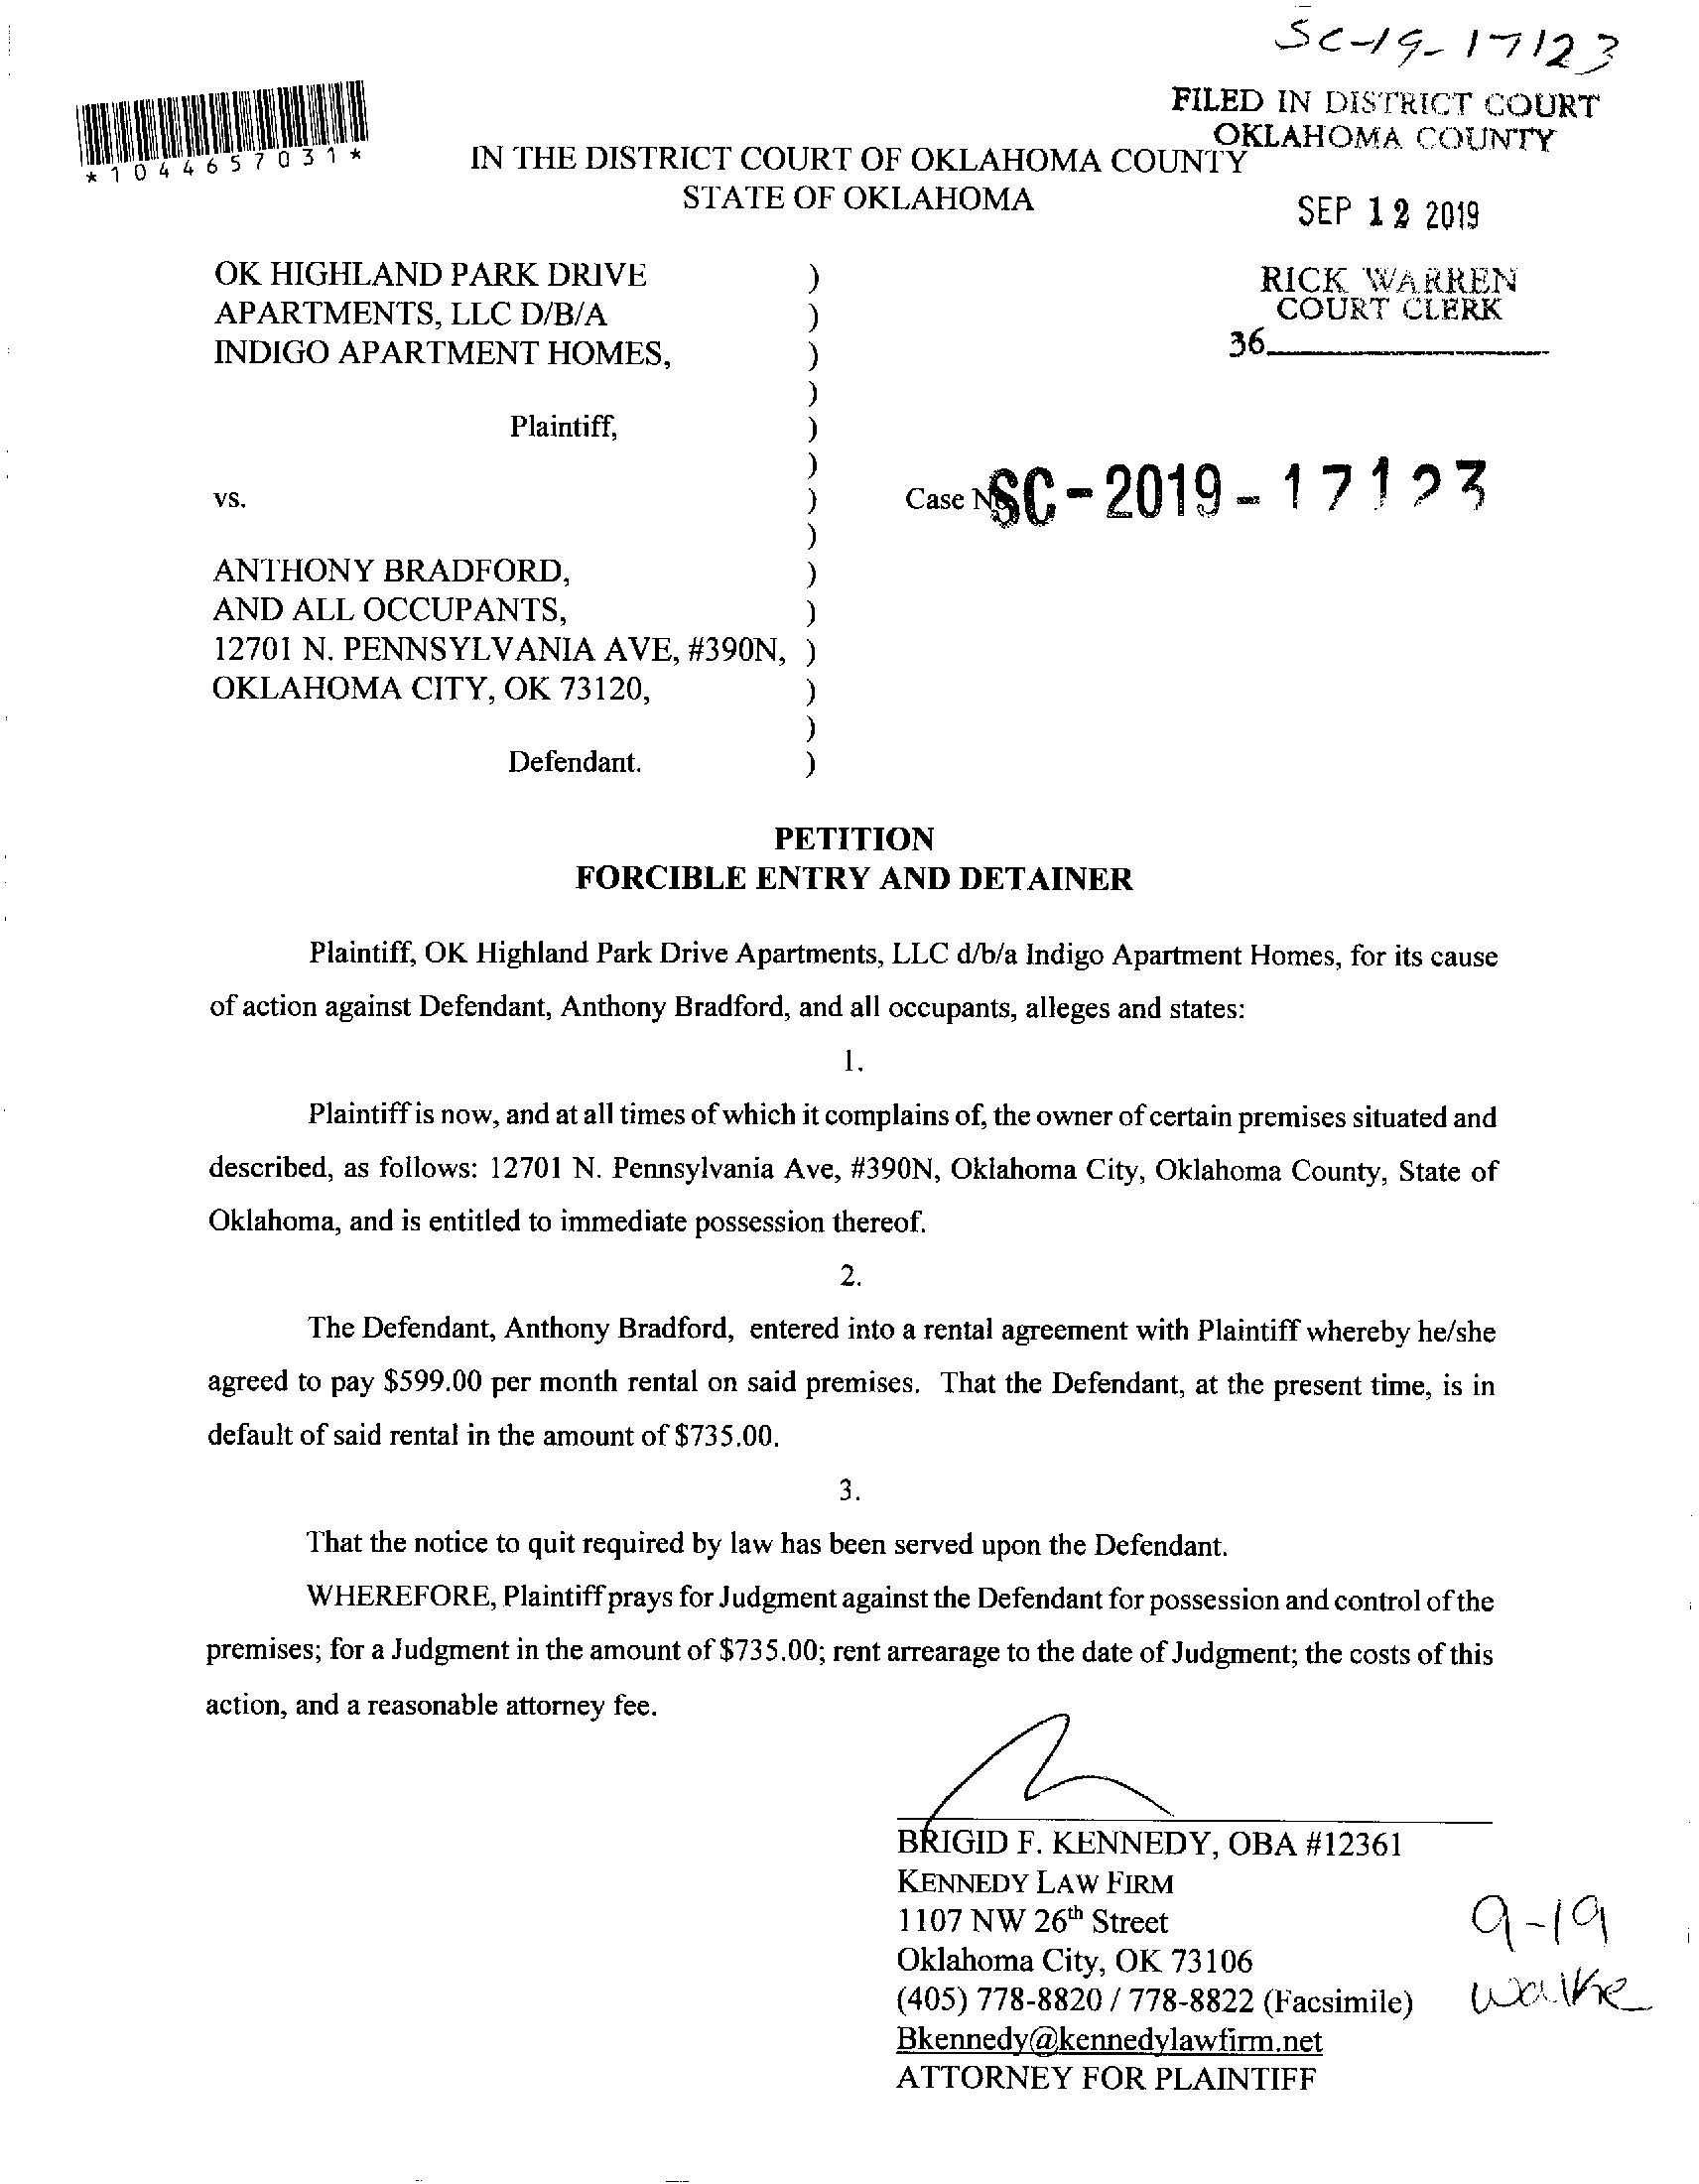 SC-19-17123
FILED IN DISTRICT COURT
OKLAHOMA COUNTY
*1044657031*
IN THE DISTRICT COURT OF OKLAHOMA COUNTY
STATE OF OKLAHOMA
SEP 12 2019
RICK WARREN
COURT CLERK
36
OK HIGHLAND PARK DRIVE )
APARTMENTS, LLC D/B/A )
INDIGO APARTMENT HOMES, )
)
Plaintiff, )
)
vs. ) Case No. SC-2019-17123
)
ANTHONY BRADFORD, )
AND ALL OCCUPANTS, )
12701 N. PENNSYLVANIA AVE, #390N, )
OKLAHOMA CITY, OK 73120, )
)
Defendant. )
PETITION
FORCIBLE ENTRY AND DETAINER
Plaintiff, OK Highland Park Drive Apartments, LLC d/b/a Indigo Apartment Homes, for its cause
of action against Defendant, Anthony Bradford, and all occupants, alleges and states:
1.
Plaintiff is now, and at all times of which it complains of, the owner of certain premises situated and
described, as follows: 12701 N. Pennsylvania Ave, #390N, Oklahoma City, Oklahoma County, State of
Oklahoma, and is entitled to immediate possession thereof.
2.
The Defendant, Anthony Bradford, entered into a rental agreement with Plaintiff whereby he/she
agreed to pay $599.00 per month rental on said premises. That the Defendant, at the present time, is in
default of said rental in the amount of $735.00.
3.
That the notice to quit required by law has been served upon the Defendant.
WHEREFORE, Plaintiff prays for Judgment against the Defendant for possession and control of the
premises; for a Judgment in the amount of $735.00; rent arrearage to the date of Judgment; the costs of this
action, and a reasonable attorney fee.
BRIGID F. KENNEDY, OBA #12361
KENNEDY LAW FIRM
1107 NW 26th Street
Oklahoma City, OK 73106
(405) 778-8820 / 778-8822 (Facsimile)
Bkennedy@kennedylawfirm.net
ATTORNEY FOR PLAINTIFF
9-19
Walke